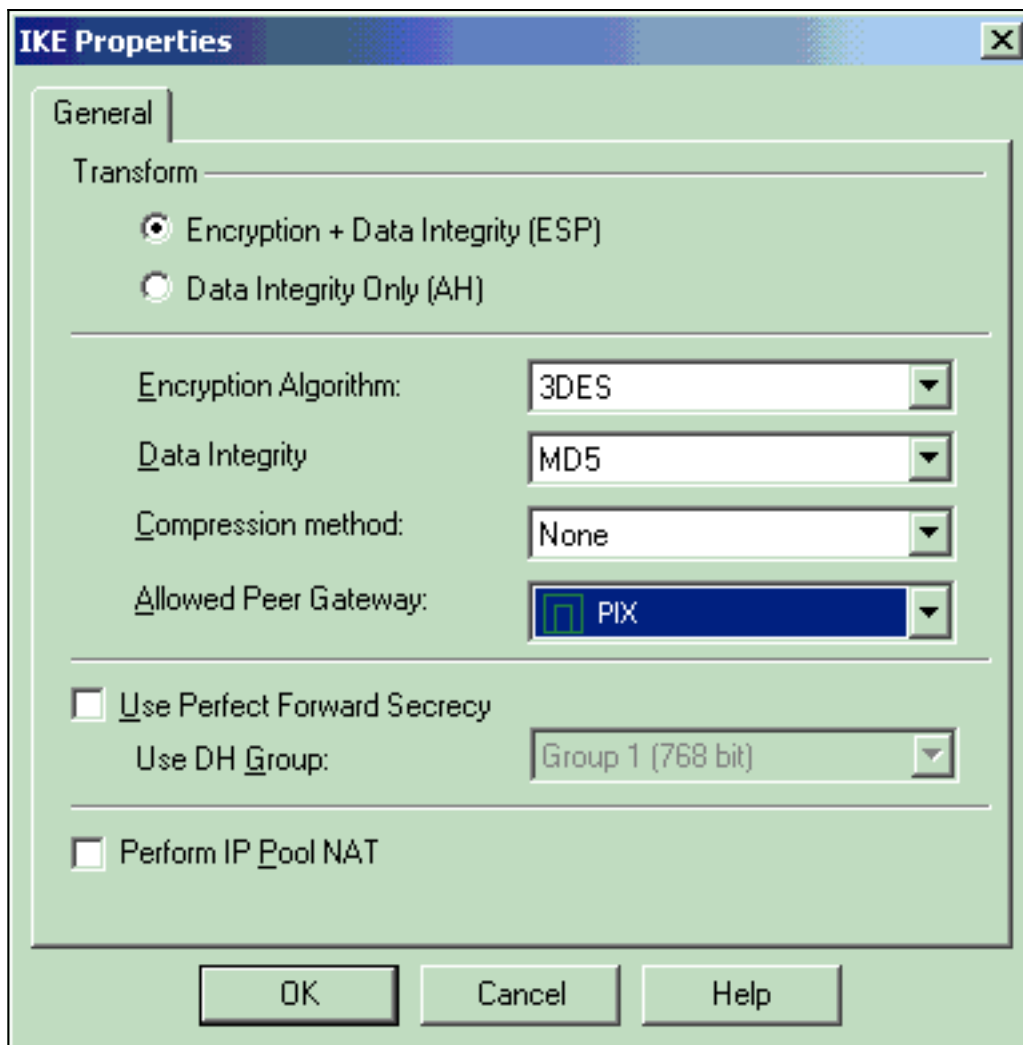 IKE Properties
General
Transform
Encryption + Data Integrity (ESP)
Data Integrity Only (AH)
Encryption Algorithm: 3DES
Data Integrity MD5
Compression method: None
Allowed Peer Gateway: PIX
Use Perfect Forward Secrecy
Use DH Group: Group 1 (768 bit)
Perform IP Pool NAT
OK Cancel Help